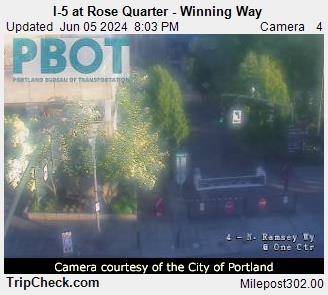 I-5 at Rose Quarter - Winning Way
Updated Jun 05 2024 8:03 PM Camera 4
PBOT
PORTLAND BUREAU OF TRANSPORTATION
4 - N. Ramsey Wy
@ One Ctr
Camera courtesy of the City of Portland
TripCheck.com Milepost302.00